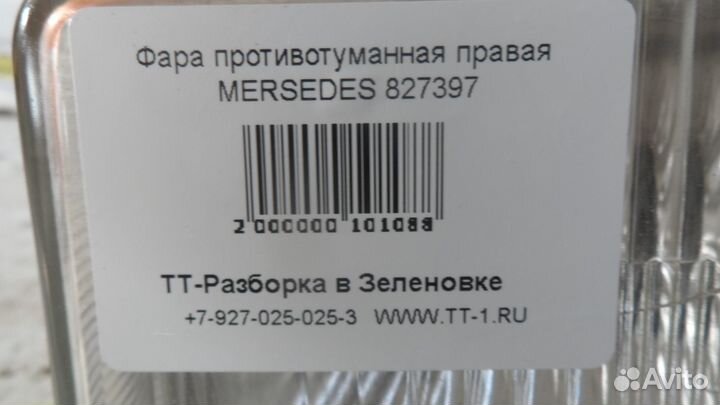 Фара противотуманная правая
MERSEDES 827397
2 000000 101088
ТТ-Разборка в Зеленовке
+7-927-025-025-3 WWW.TT-1.RU
Avito